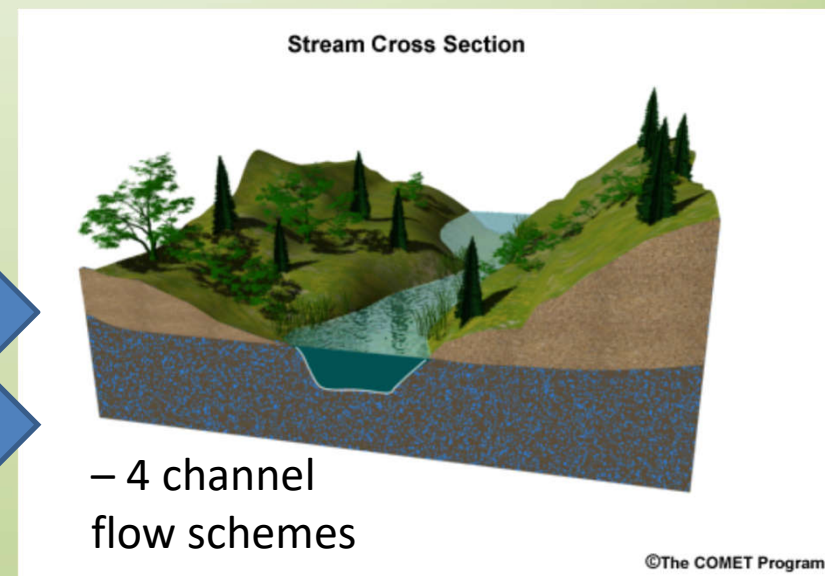 Stream Cross Section
– 4 channel
flow schemes
©The COMET Program